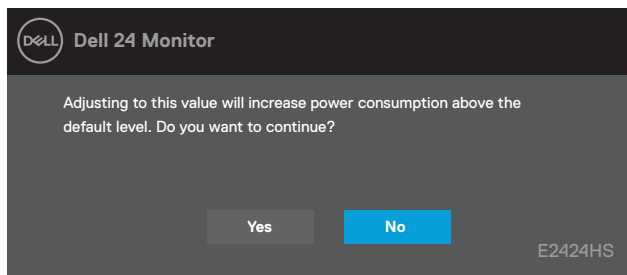 DELL Dell 24 Monitor
Adjusting to this value will increase power consumption above the
default level. Do you want to continue?
Yes No
E2424HS